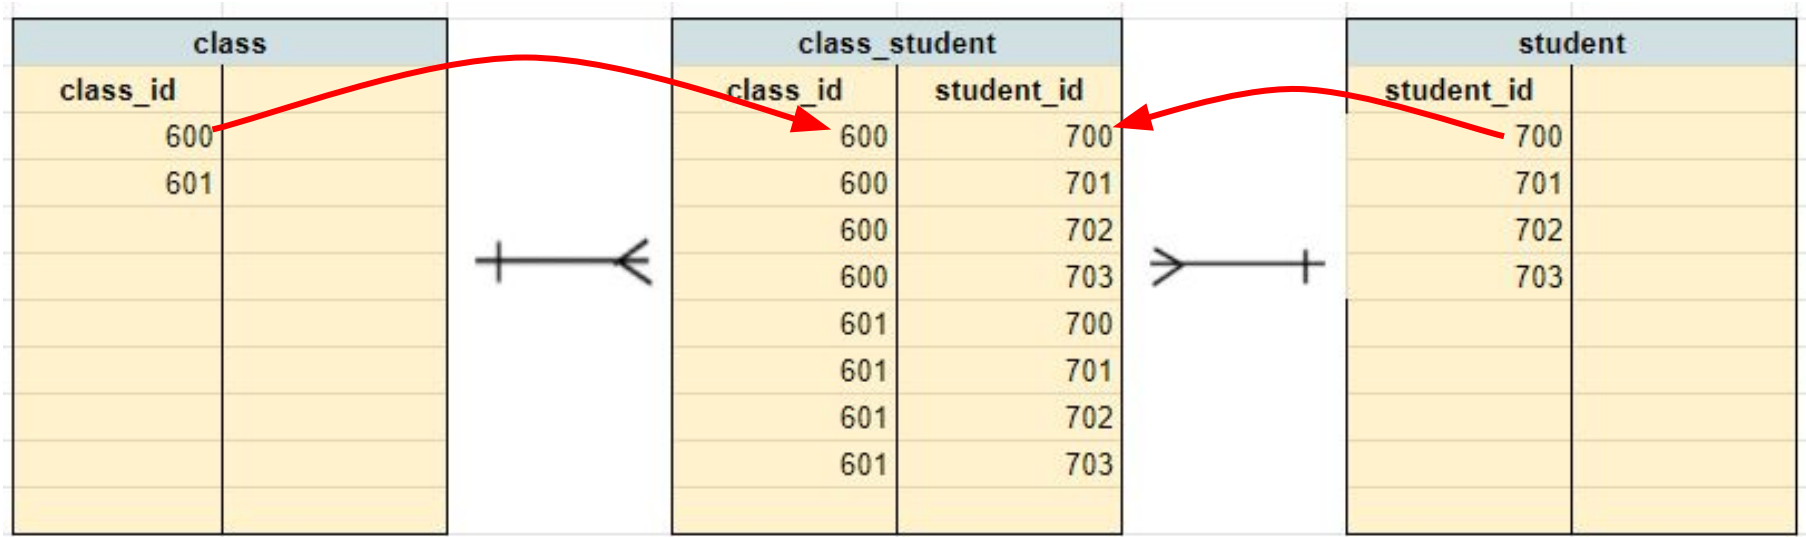 class
class_id
600
601
class_student
class_id student_id
600 700
600 701
600 702
600 703
601 700
601 701
601 702
601 703
student
student_id
700
701
702
703